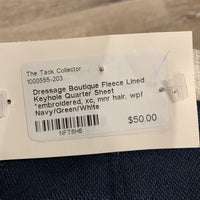 The Tack Collector
1000555-203
Dressage Boutique Fleece Lined
Keyhole Quarter Sheet
*embroidered, xc, mnr hair, wpf
Navy/Green/White
$50.00
NFT6H6